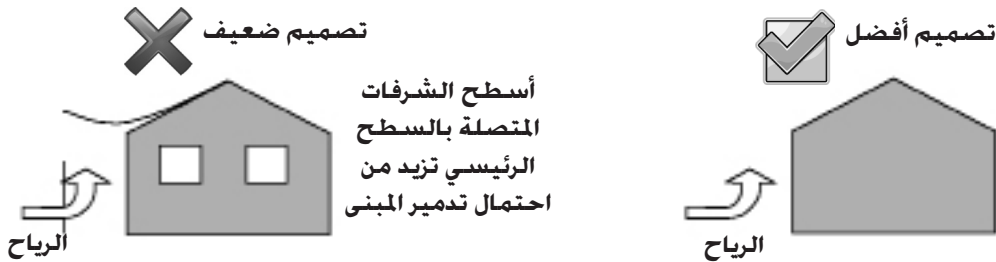 تصميم أفضل
الرياح
تصميم ضعيف
أسطح الشرفات
المتصلة بالسطح
الرئيسي تزيد من
احتمال تدمير المبنى
الرياح